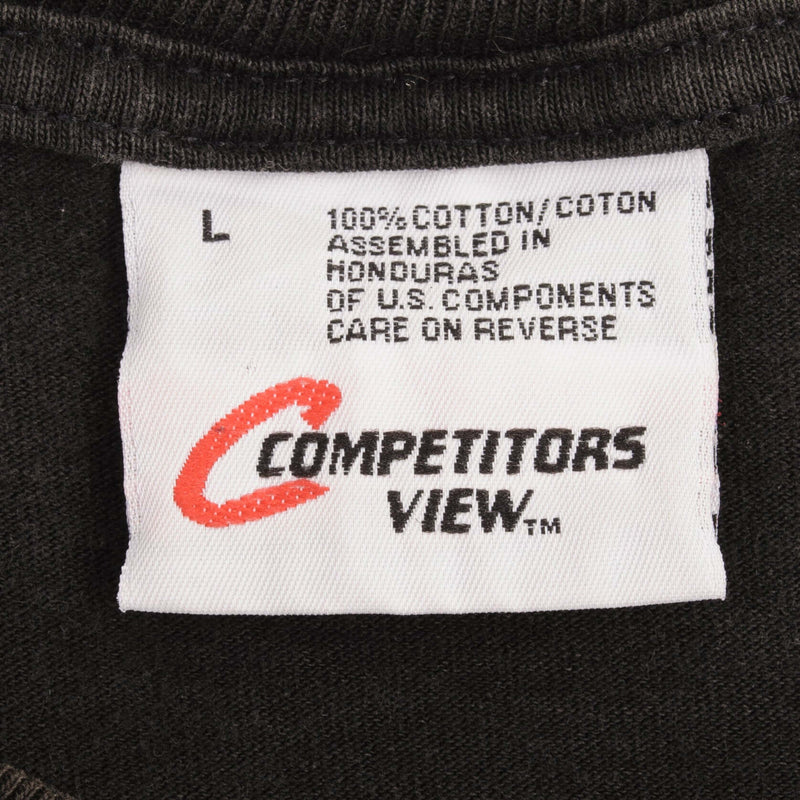 L
100% COTTON/COTON
ASSEMBLED IN
HONDURAS
OF U.S. COMPONENTS
CARE ON REVERSE
C COMPETITORS
VIEW™